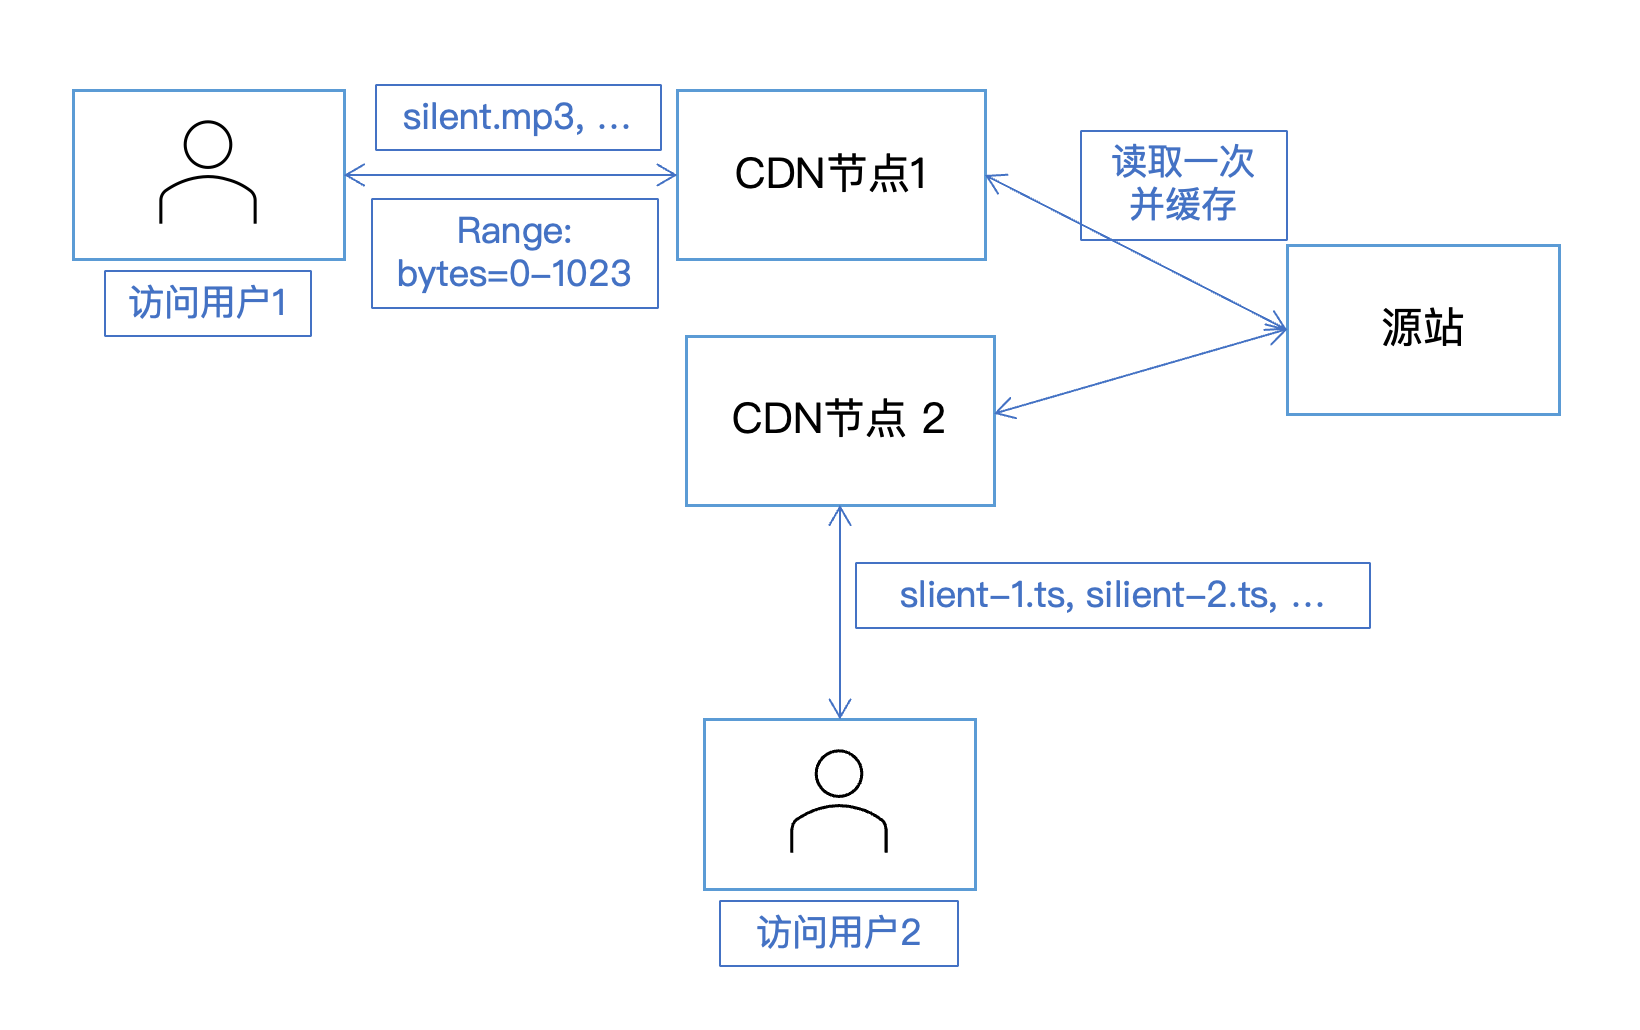 silent.mp3, ...
CDN节点1
读取一次
并缓存
Range:
bytes=0-1023
访问用户1
源站
CDN节点 2
slient-1.ts, silient-2.ts, ...
访问用户2